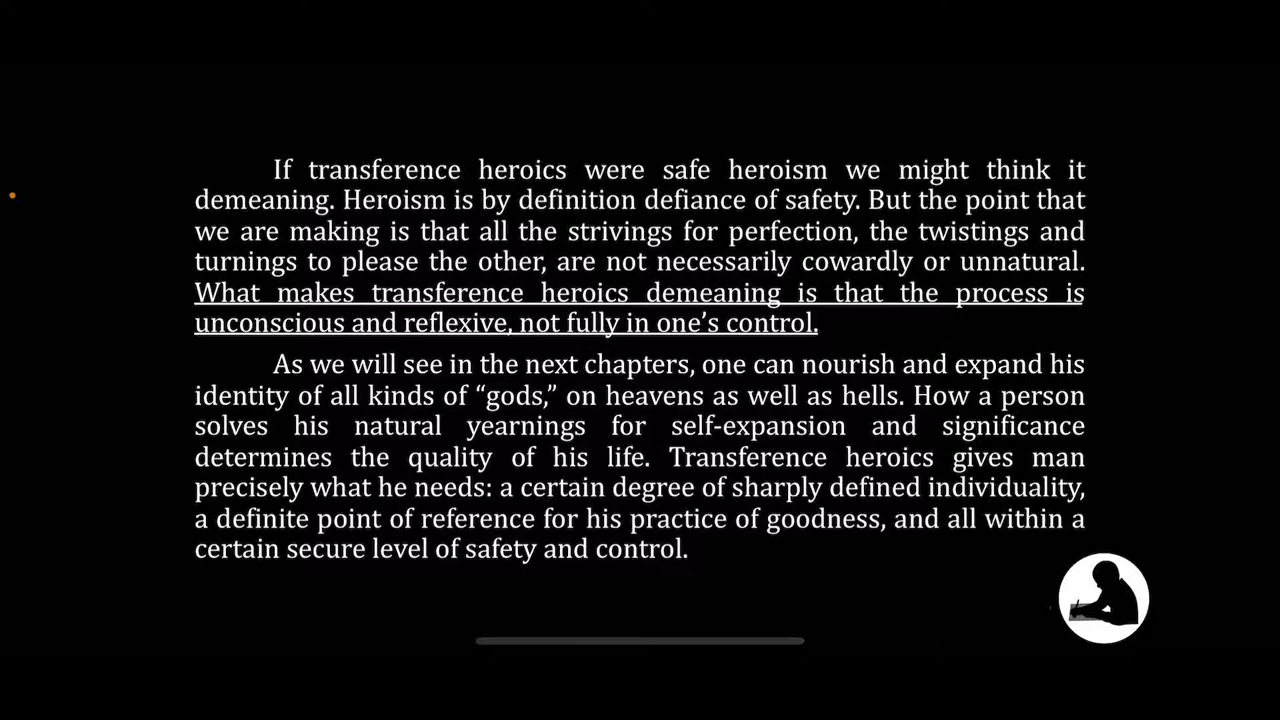 If transference heroics were safe heroism we might think it
demeaning. Heroism is by definition defiance of safety. But the point that
we are making is that all the strivings for perfection, the twistings and
turnings to please the other, are not necessarily cowardly or unnatural.
What makes transference heroics demeaning is that the process is
unconscious and reflexive, not fully in one’s control.
As we will see in the next chapters, one can nourish and expand his
identity of all kinds of “gods,” on heavens as well as hells. How a person
solves his natural yearnings for self-expansion and significance
determines the quality of his life. Transference heroics gives man
precisely what he needs: a certain degree of sharply defined individuality,
a definite point of reference for his practice of goodness, and all within a
certain secure level of safety and control.